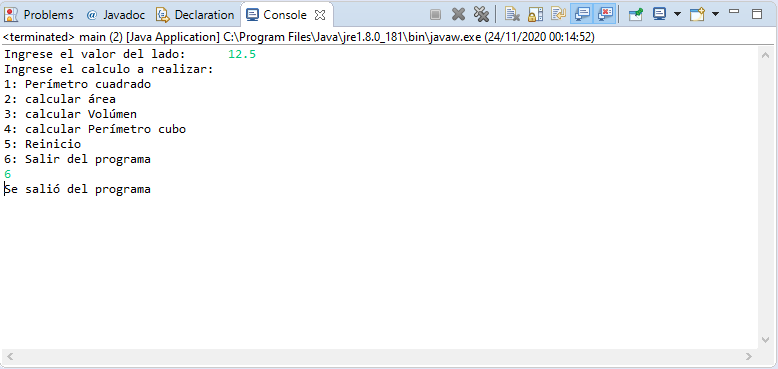 Problems @ Javadoc Declaration Console
<terminated> main (2) [Java Application] C:\Program Files\Java\jre1.8.0_181\bin\javaw.exe (24/11/2020 00:14:52)
Ingrese el valor del lado: 12.5
Ingrese el calculo a realizar:
1: Perímetro cuadrado
2: calcular área
3: calcular Volúmen
4: calcular Perímetro cubo
5: Reinicio
6: Salir del programa
6
Se salió del programa